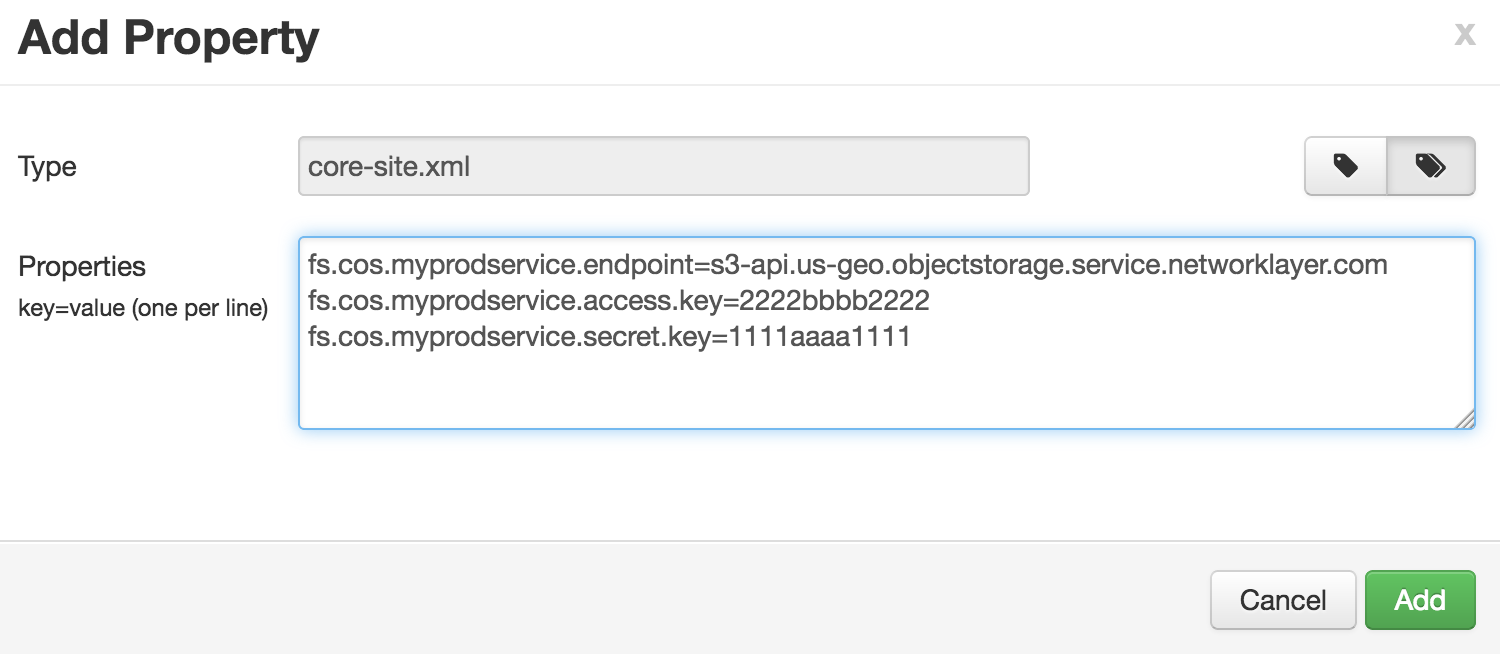 Add Property
x
Type
core-site.xml
Properties
key=value (one per line)
fs.cos.myprodservice.endpoint=s3-api.us-geo.objectstorage.service.networklayer.com
fs.cos.myprodservice.access.key=2222bbbb2222
fs.cos.myprodservice.secret.key=1111aaaa1111
Cancel
Add